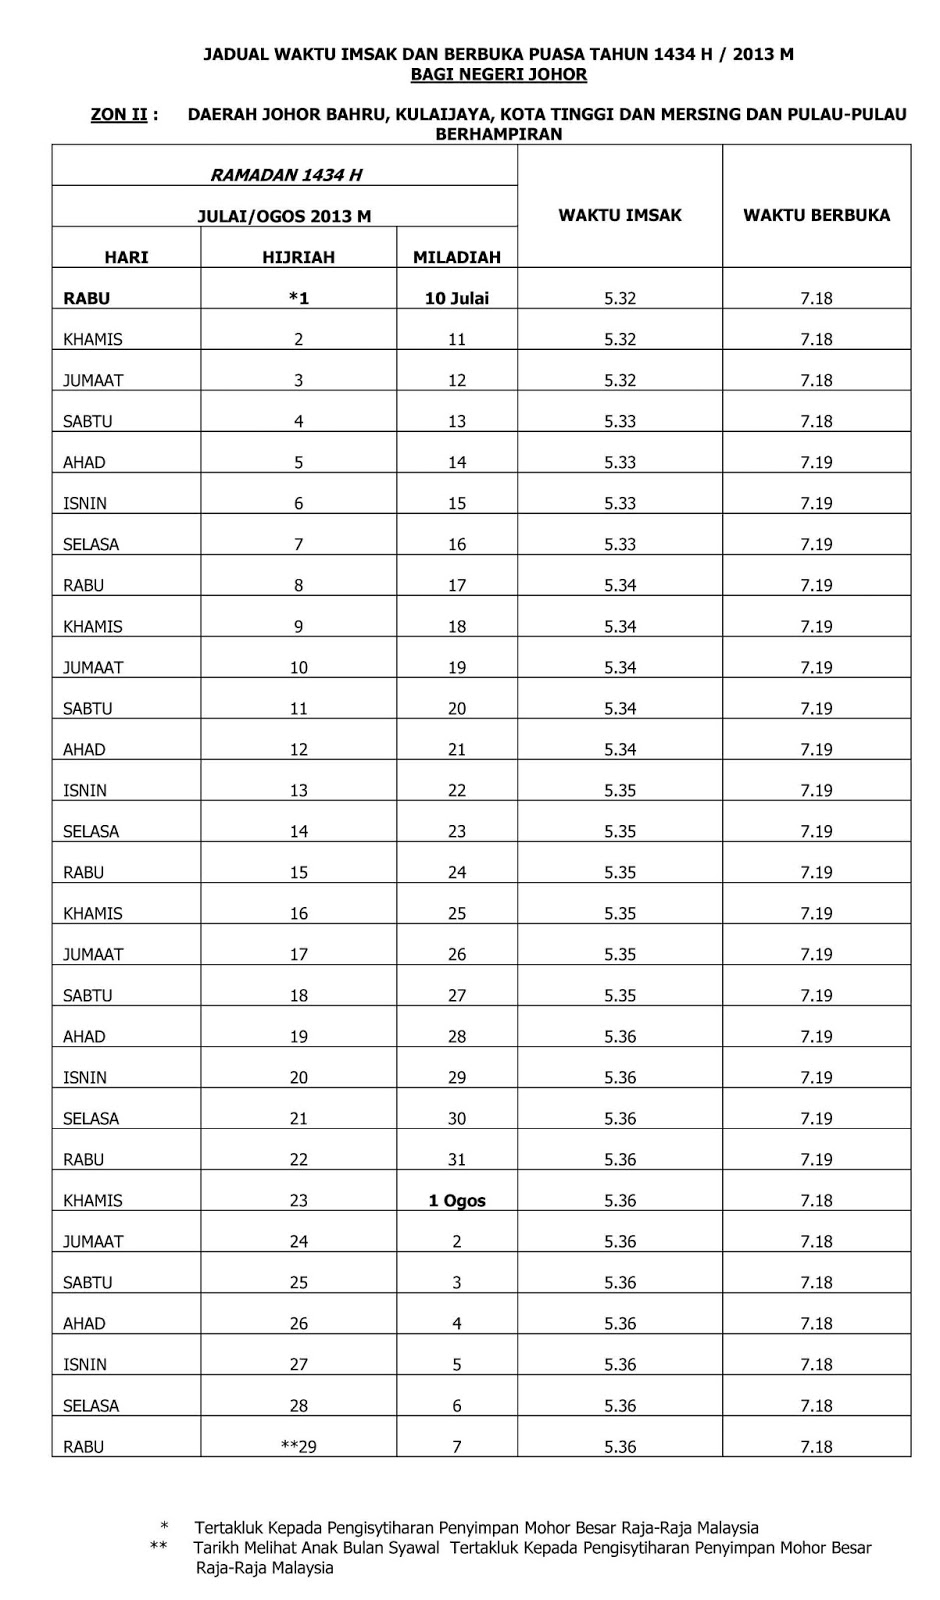 JADUAL WAKTU IMSAK DAN BERBUKA PUASA TAHUN 1434 H / 2013 M
BAGI NEGERI JOHOR
ZON II : DAERAH JOHOR BAHRU, KULAIJAYA, KOTA TINGGI DAN MERSING DAN PULAU-PULAU
BERHAMPIRAN
RAMADAN 1434 H
JULAI/OGOS 2013 M WAKTU IMSAK WAKTU BERBUKA
HARI HIJRIAH MILADIAH
RABU *1 10 Julai 5.32 7.18
KHAMIS 2 11 5.32 7.18
JUMAAT 3 12 5.32 7.18
SABTU 4 13 5.33 7.18
AHAD 5 14 5.33 7.19
ISNIN 6 15 5.33 7.19
SELASA 7 16 5.33 7.19
RABU 8 17 5.34 7.19
KHAMIS 9 18 5.34 7.19
JUMAAT 10 19 5.34 7.19
SABTU 11 20 5.34 7.19
AHAD 12 21 5.34 7.19
ISNIN 13 22 5.35 7.19
SELASA 14 23 5.35 7.19
RABU 15 24 5.35 7.19
KHAMIS 16 25 5.35 7.19
JUMAAT 17 26 5.35 7.19
SABTU 18 27 5.35 7.19
AHAD 19 28 5.36 7.19
ISNIN 20 29 5.36 7.19
SELASA 21 30 5.36 7.19
RABU 22 31 5.36 7.19
KHAMIS 23 1 Ogos 5.36 7.18
JUMAAT 24 2 5.36 7.18
SABTU 25 3 5.36 7.18
AHAD 26 4 5.36 7.18
ISNIN 27 5 5.36 7.18
SELASA 28 6 5.36 7.18
RABU **29 7 5.36 7.18
* Tertakluk Kepada Pengisytiharan Penyimpan Mohor Besar Raja-Raja Malaysia
** Tarikh Melihat Anak Bulan Syawal Tertakluk Kepada Pengisytiharan Penyimpan Mohor Besar
Raja-Raja Malaysia